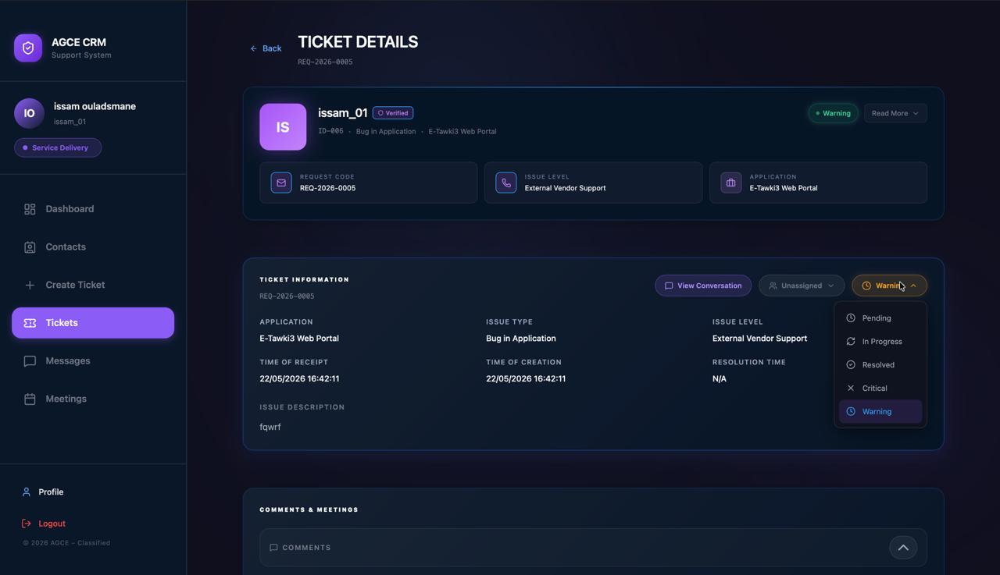 AGCE CRM
Support System
IO
issam ouladsmane
issam_01
Service Delivery
Dashboard
Contacts
Create Ticket
Tickets
Messages
Meetings
Profile
Logout
© 2026 AGCE – Classified
Back
TICKET DETAILS
REQ-2026-0005
IS
issam_01 Verified
ID-006 · Bug in Application · E-Tawki3 Web Portal
Warning Read More
REQUEST CODE
REQ-2026-0005
ISSUE LEVEL
External Vendor Support
APPLICATION
E-Tawki3 Web Portal
TICKET INFORMATION
REQ-2026-0005
View Conversation Unassigned Warning
APPLICATION
E-Tawki3 Web Portal
ISSUE TYPE
Bug in Application
ISSUE LEVEL
External Vendor Support
TIME OF RECEIPT
22/05/2026 16:42:11
TIME OF CREATION
22/05/2026 16:42:11
RESOLUTION TIME
N/A
ISSUE DESCRIPTION
fqwrf
Pending
In Progress
Resolved
Critical
Warning
COMMENTS & MEETINGS
COMMENTS